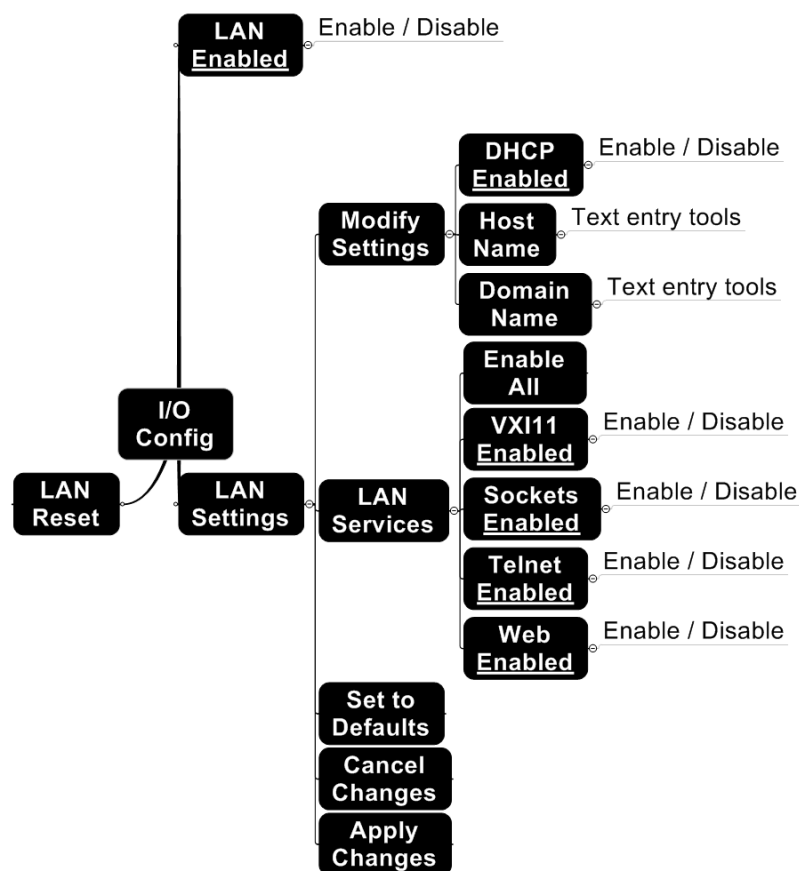 LAN
Enabled
Enable / Disable
DHCP
Enabled
Enable / Disable
Modify
Settings
Host
Name
Text entry tools
Domain
Name
Text entry tools
Enable
All
I/O
Config
VXI11
Enabled
Enable / Disable
LAN
Reset
LAN
Settings
LAN
Services
Sockets
Enabled
Enable / Disable
Telnet
Enabled
Enable / Disable
Web
Enabled
Enable / Disable
Set to
Defaults
Cancel
Changes
Apply
Changes